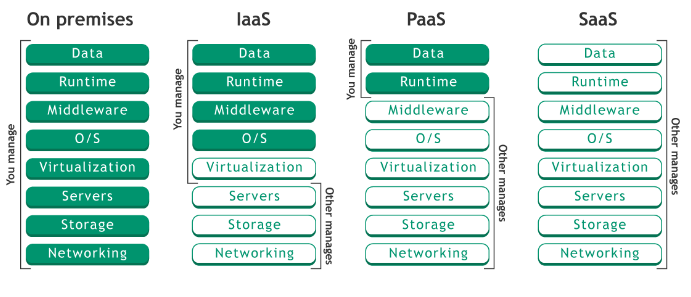 On premises
You manage
Data
Runtime
Middleware
O/S
Virtualization
Servers
Storage
Networking
IaaS
You manage
Data
Runtime
Middleware
O/S
Virtualization
Servers
Storage
Networking
Other manages
PaaS
You manage
Data
Runtime
Middleware
O/S
Virtualization
Servers
Storage
Networking
Other manages
SaaS
Data
Runtime
Middleware
O/S
Virtualization
Servers
Storage
Networking
Other manages